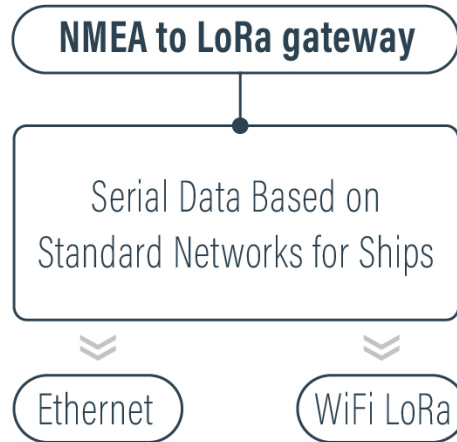 NMEA to LoRa gateway
Serial Data Based on
Standard Networks for Ships
Ethernet
WiFi LoRa